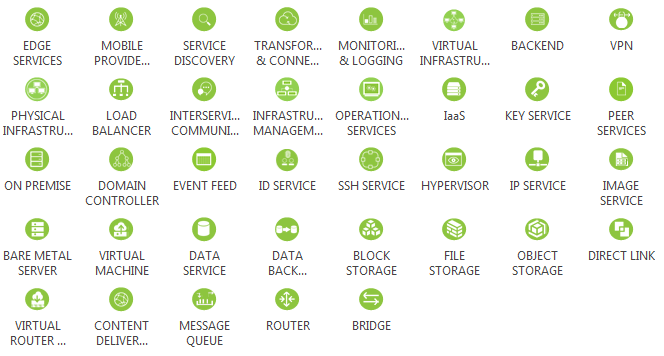 EDGE SERVICES
MOBILE PROVIDE...
SERVICE DISCOVERY
TRANSFOR... & CONNE...
MONITORI... & LOGGING
VIRTUAL INFRASTRU...
BACKEND
VPN
PHYSICAL INFRASTRU...
LOAD BALANCER
INTERSERVI... COMMUNI...
INFRASTRU... MANAGEM...
OPERATION... SERVICES
IaaS
KEY SERVICE
PEER SERVICES
ON PREMISE
DOMAIN CONTROLLER
EVENT FEED
ID SERVICE
SSH SERVICE
HYPERVISOR
IP SERVICE
IMAGE SERVICE
BARE METAL SERVER
VIRTUAL MACHINE
DATA SERVICE
DATA BACK...
BLOCK STORAGE
FILE STORAGE
OBJECT STORAGE
DIRECT LINK
VIRTUAL ROUTER ...
CONTENT DELIVER...
MESSAGE QUEUE
ROUTER
BRIDGE